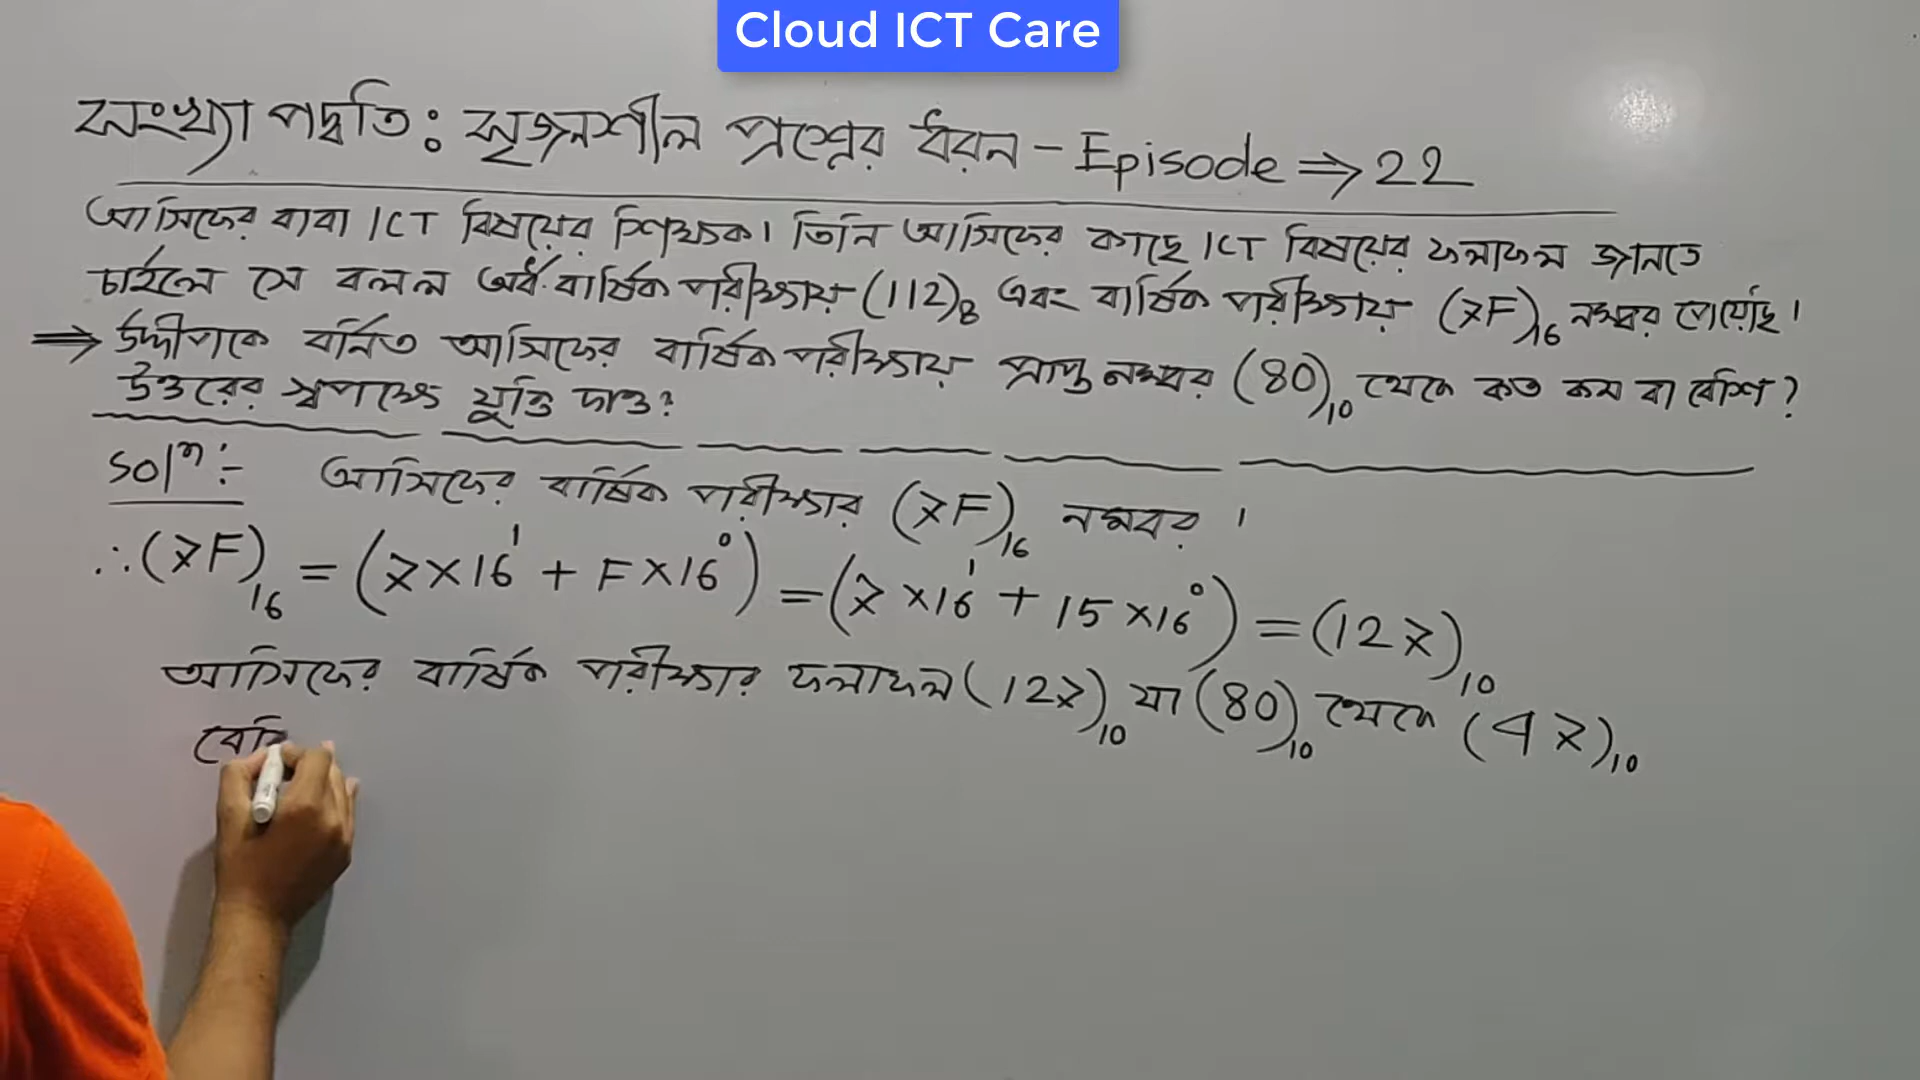 Cloud ICT Care
সংখ্যা পদ্ধতি: সৃজনশীল প্রশ্নের ধরন - Episode ⇒ 22
আসিফের বাবা ICT বিষয়ের শিক্ষক। তিনি আসিফের কাছে ICT বিষয়ের ফলাফল জানতে
চাইলে সে বলল অর্ধ-বার্ষিক পরীক্ষায় (112)₈ এবং বার্ষিক পরীক্ষায় (7F)₁₆ নম্বর পেয়েছি।
⇒ উদ্দীপকে বর্নিত আসিফের বার্ষিক পরীক্ষায় প্রাপ্ত নম্বর (80)₁₀ থেকে কত কম বা বেশি?
উত্তরের স্বপক্ষে যুক্তি দাও?
Solⁿ:- আসিফের বার্ষিক পরীক্ষার (7F)₁₆ নম্বর।
∴ (7F)₁₆ = (7×16¹ + F×16⁰) = (7×16¹ + 15×16⁰) = (127)₁₀
আসিফের বার্ষিক পরীক্ষার ফলাফল (127)₁₀ যা (80)₁₀ থেকে (47)₁₀